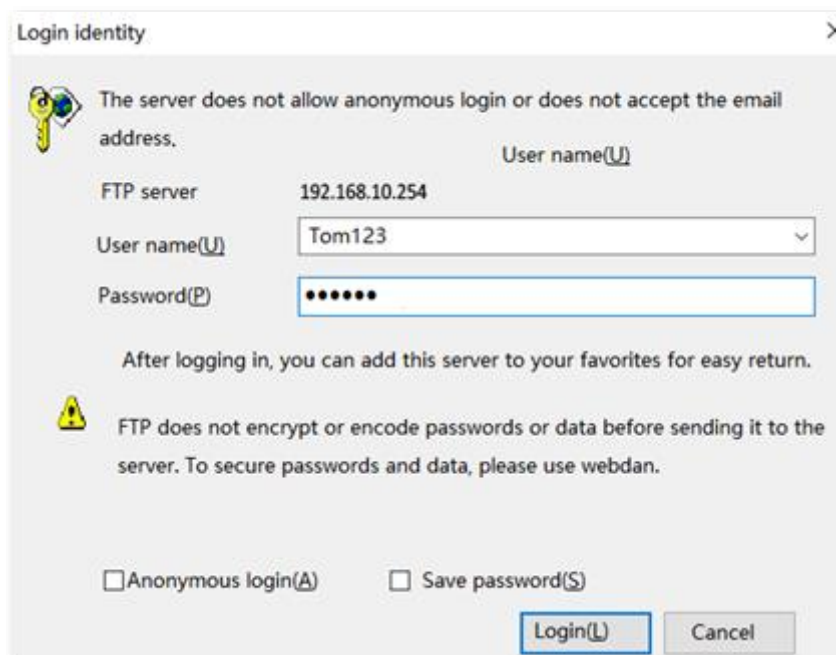 Login identity
The server does not allow anonymous login or does not accept the email
address.
User name(U)
FTP server 192.168.10.254
User name(U) Tom123
Password(P) ••••••
After logging in, you can add this server to your favorites for easy return.
FTP does not encrypt or encode passwords or data before sending it to the
server. To secure passwords and data, please use webdan.
Anonymous login(A) Save password(S)
Login(L) Cancel